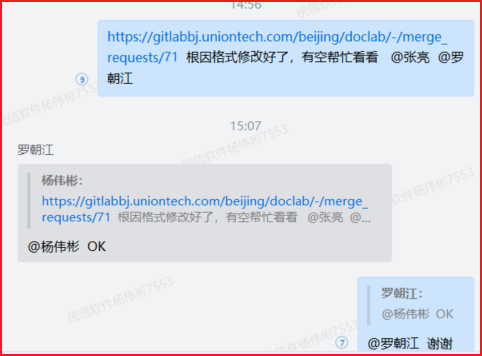 14:56
https://gitlabbj.uniontech.com/beijing/doclab/-/merge_
requests/71 根因格式修改好了，有空帮忙看看 @张亮 @罗
朝江
9
15:07
罗朝江
杨伟彬：
https://gitlabbj.uniontech.com/beijing/doclab/-/merge_
requests/71 根因格式修改好了，有空帮忙看看 @张亮 @...
@杨伟彬 OK
罗朝江：
@杨伟彬 OK
@罗朝江 谢谢
7
统信软件杨伟彬7553